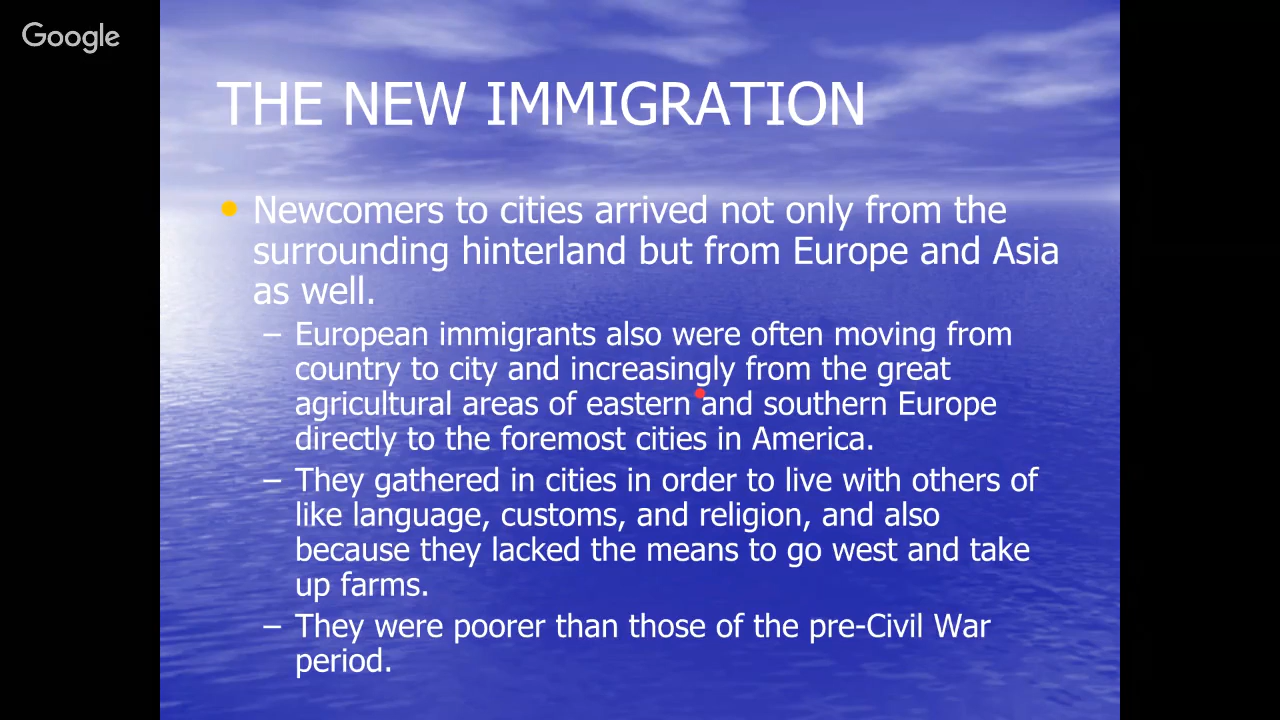 Google
THE NEW IMMIGRATION
Newcomers to cities arrived not only from the
surrounding hinterland but from Europe and Asia
as well.
– European immigrants also were often moving from
country to city and increasingly from the great
agricultural areas of eastern and southern Europe
directly to the foremost cities in America.
– They gathered in cities in order to live with others of
like language, customs, and religion, and also
because they lacked the means to go west and take
up farms.
– They were poorer than those of the pre-Civil War
period.